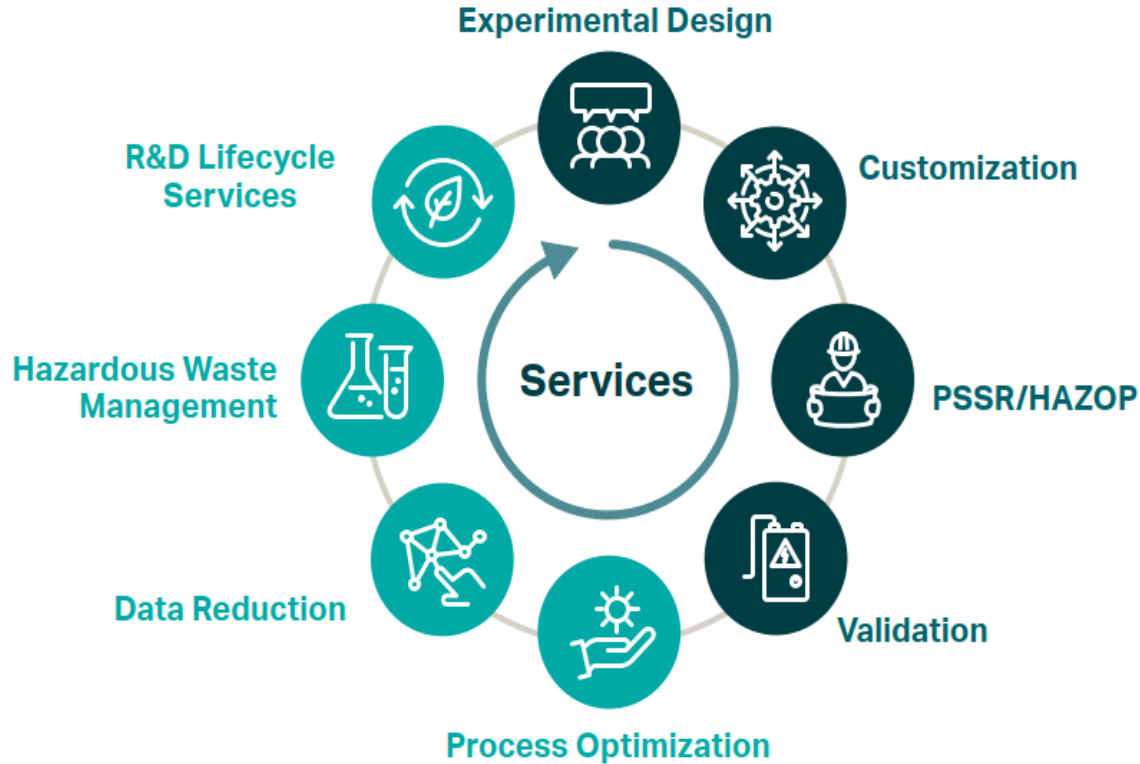 Experimental Design
Customization
PSSR/HAZOP
Validation
Process Optimization
Data Reduction
Hazardous Waste
Management
R&D Lifecycle
Services
Services